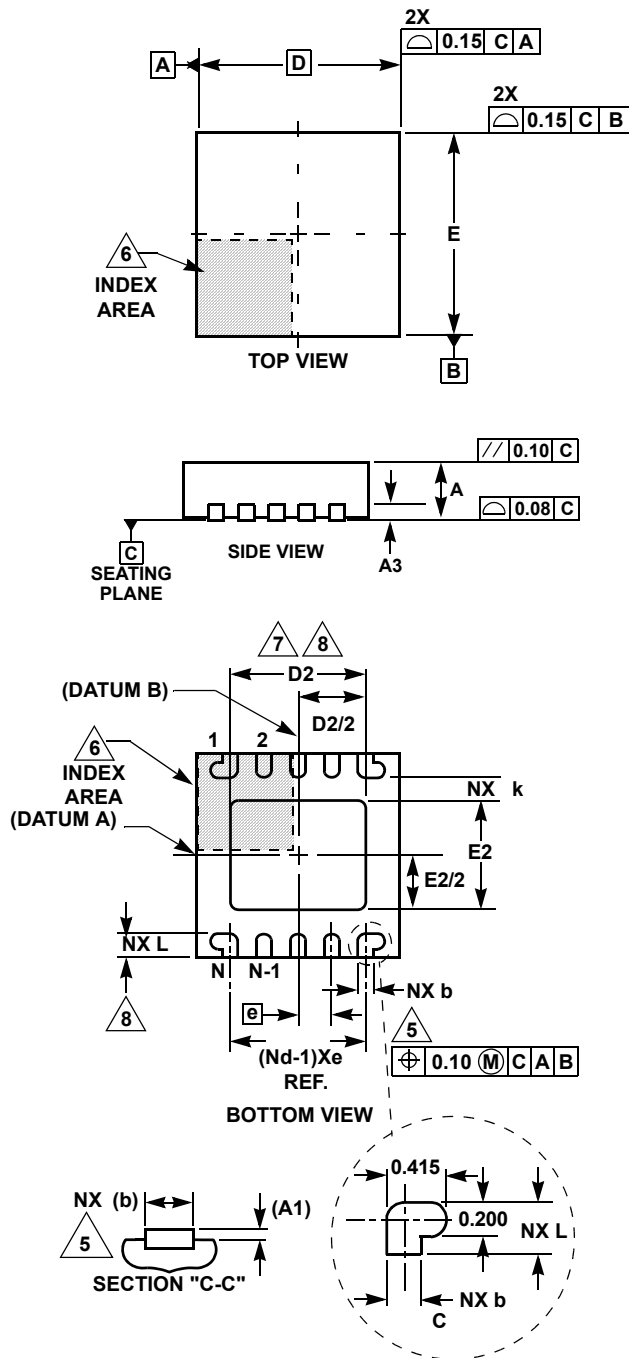 2X
0.15 C A
A
D
2X
0.15 C B
6
INDEX
AREA
E
TOP VIEW
B
// 0.10 C
A
0.08 C
C
SEATING
PLANE
SIDE VIEW
A3
7 8
D2
(DATUM B)
D2/2
6
INDEX
AREA
1 2
NX k
(DATUM A)
E2
E2/2
NX L
N N-1
NX b
8
e
5
(Nd-1)Xe
REF.
0.10 M C A B
BOTTOM VIEW
0.415
NX (b)
(A1)
0.200
NX L
5
SECTION "C-C"
NX b
C